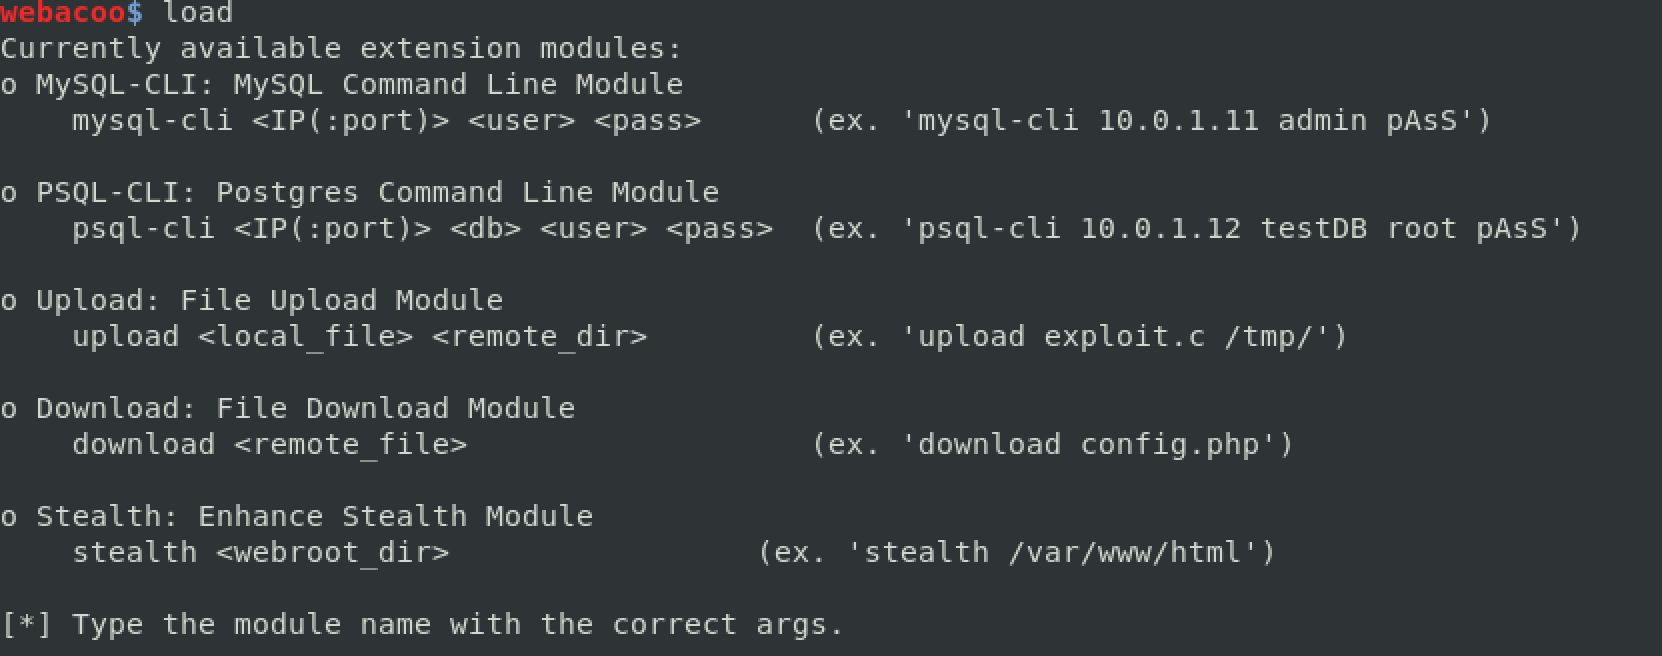 webacoo$ load
Currently available extension modules:
o MySQL-CLI: MySQL Command Line Module
    mysql-cli <IP(:port)> <user> <pass>      (ex. 'mysql-cli 10.0.1.11 admin pAsS')
o PSQL-CLI: Postgres Command Line Module
    psql-cli <IP(:port)> <db> <user> <pass>  (ex. 'psql-cli 10.0.1.12 testDB root pAsS')
o Upload: File Upload Module
    upload <local_file> <remote_dir>         (ex. 'upload exploit.c /tmp/')
o Download: File Download Module
    download <remote_file>                   (ex. 'download config.php')
o Stealth: Enhance Stealth Module
    stealth <webroot_dir>                 (ex. 'stealth /var/www/html')
[*] Type the module name with the correct args.